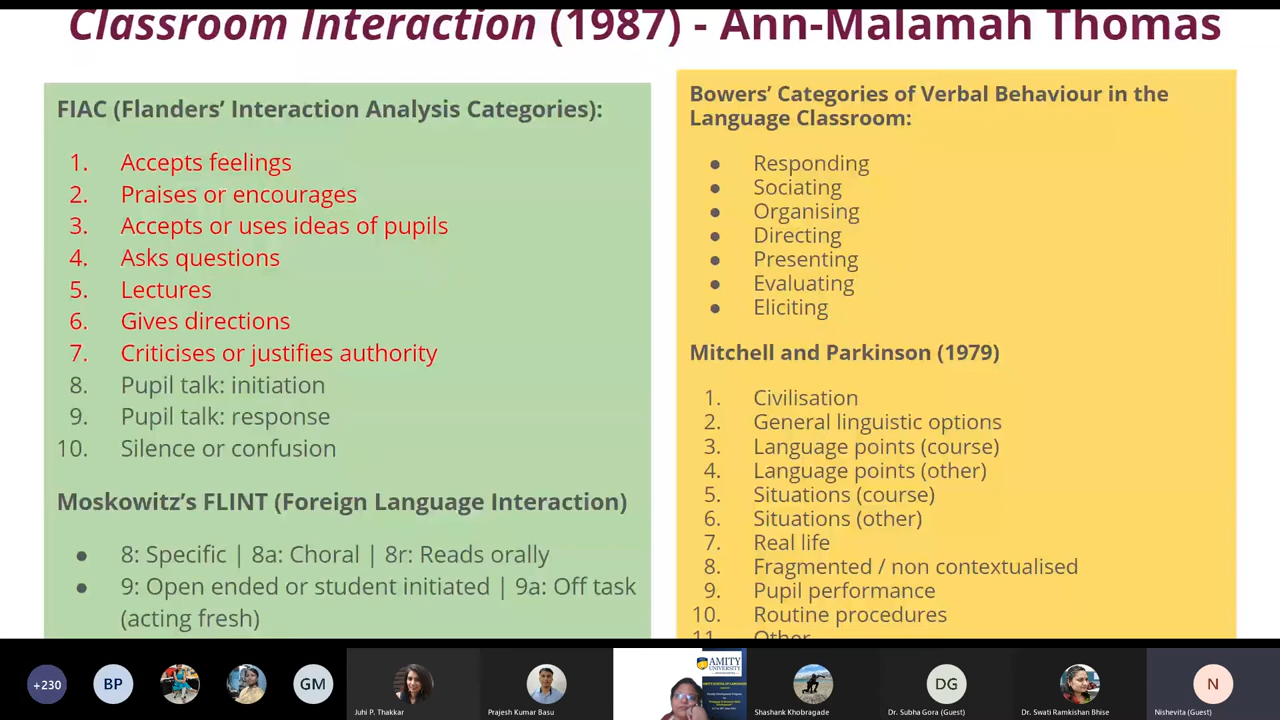 Classroom Interaction (1987) - Ann-Malamah Thomas
FIAC (Flanders’ Interaction Analysis Categories):
1. Accepts feelings
2. Praises or encourages
3. Accepts or uses ideas of pupils
4. Asks questions
5. Lectures
6. Gives directions
7. Criticises or justifies authority
8. Pupil talk: initiation
9. Pupil talk: response
10. Silence or confusion
Moskowitz’s FLINT (Foreign Language Interaction)
● 8: Specific | 8a: Choral | 8r: Reads orally
● 9: Open ended or student initiated | 9a: Off task
(acting fresh)
Bowers’ Categories of Verbal Behaviour in the
Language Classroom:
● Responding
● Sociating
● Organising
● Directing
● Presenting
● Evaluating
● Eliciting
Mitchell and Parkinson (1979)
1. Civilisation
2. General linguistic options
3. Language points (course)
4. Language points (other)
5. Situations (course)
6. Situations (other)
7. Real life
8. Fragmented / non contextualised
9. Pupil performance
10. Routine procedures
11. Other
+230
BP
GM
Juhi P. Thakkar
Prajesh Kumar Basu
AMITY
UNIVERSITY
Shashank Khobragade
DG
Dr. Subha Gora (Guest)
Dr. Swati Ramkishan Bhise
N
Nishevita (Guest)